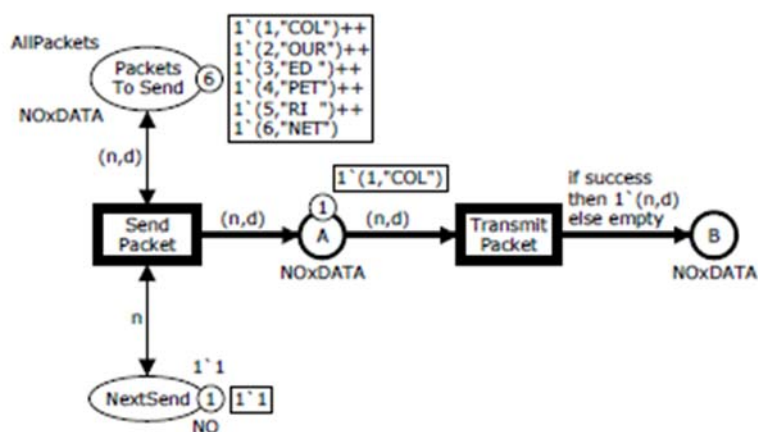 AllPackets
Packets
To Send
6
1`(1,"COL")++
1`(2,"OUR")++
1`(3,"ED ")++
1`(4,"PET")++
1`(5,"RI ")++
1`(6,"NET")
NOxDATA
(n,d)
Send
Packet
(n,d)
1`(1,"COL")
1
A
NOxDATA
(n,d)
Transmit
Packet
if success
then 1`(n,d)
else empty
B
NOxDATA
n
1`1
NextSend
1
1`1
NO